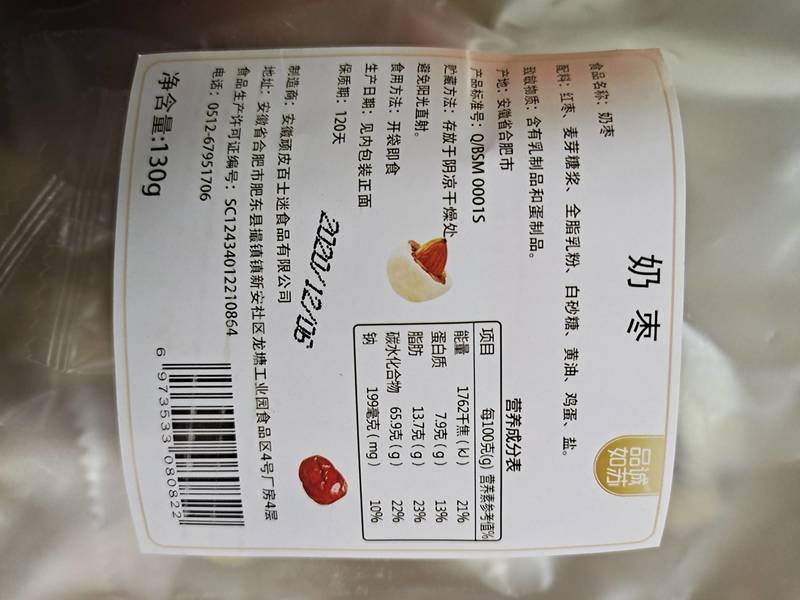 奶枣
诚苏
品如
食品名称：奶枣
配料：红枣、麦芽糖浆、全脂乳粉、白砂糖、黄油、鸡蛋、盐。
致敏物质：含有乳制品和蛋制品。
产地：安徽省合肥市
产品标准号：Q/BSM 0001S
贮藏方法：存放于阴凉干燥处，
避免阳光直射。
食用方法：开袋即食
生产日期：见内包装正面
保质期：120天
营养成分表
项目 每100克(g) 营养素参考值%
能量 1762千焦（kJ） 21%
蛋白质 7.9克（g） 13%
脂肪 13.7克（g） 23%
碳水化合物 65.9克（g） 22%
钠 199毫克（mg） 10%
2020/12/06
制造商：安徽顽皮百士迷食品有限公司
地址：安徽省合肥市肥东县撮镇镇新安社区龙塘工业园食品区4号厂房4层
食品生产许可证编号：SC12434012210864
电话：0512-67951706
净含量:130g
6 973533 080822